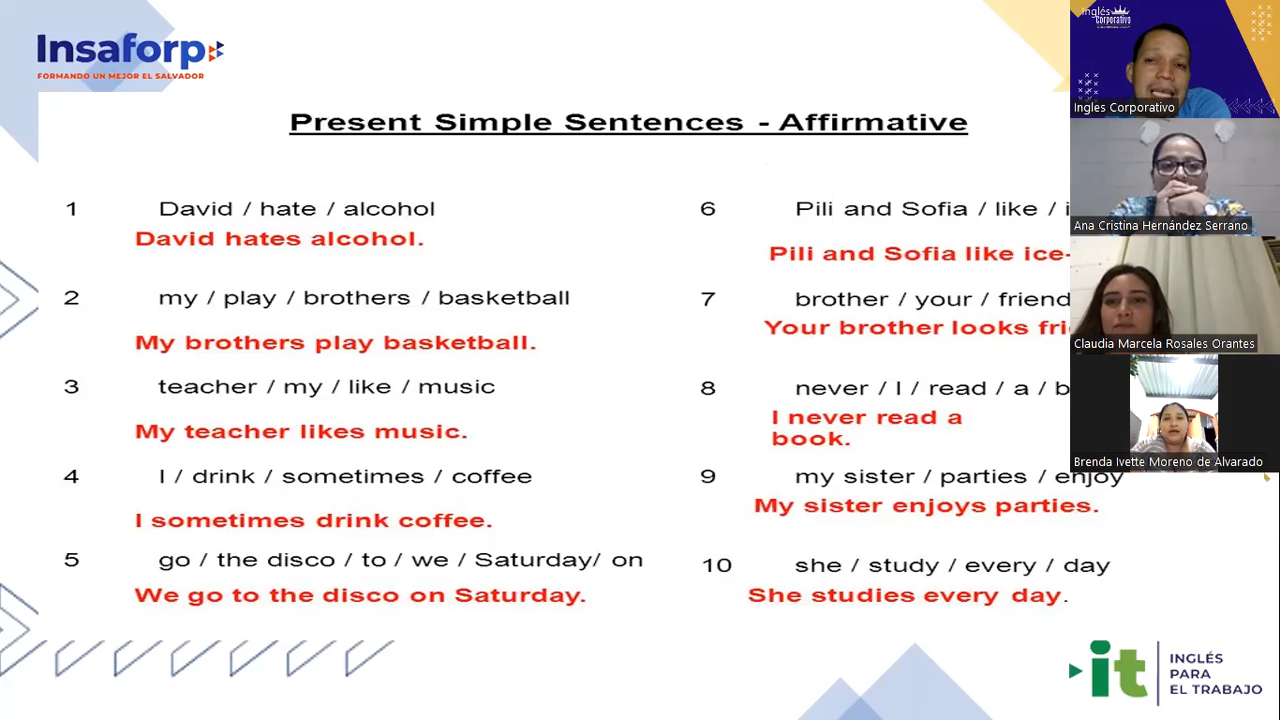 Insaforp
FORMANDO UN MEJOR EL SALVADOR
Present Simple Sentences - Affirmative
1 David / hate / alcohol
David hates alcohol.
2 my / play / brothers / basketball
My brothers play basketball.
3 teacher / my / like / music
My teacher likes music.
4 I / drink / sometimes / coffee
I sometimes drink coffee.
5 go / the disco / to / we / Saturday/ on
We go to the disco on Saturday.
6 Pili and Sofia / like /
Pili and Sofia like ice-
7 brother / your / friend
Your brother looks
8 never / I / read / a /
I never read a
book.
9 my sister / parties / enjoy
My sister enjoys parties.
10 she / study / every / day
She studies every day.
Inglés
Corporativo
Ingles Corporativo
Ana Cristina Hernández Serrano
Claudia Marcela Rosales Orantes
Brenda Ivette Moreno de Alvarado
it
INGLÉS
PARA
EL TRABAJO